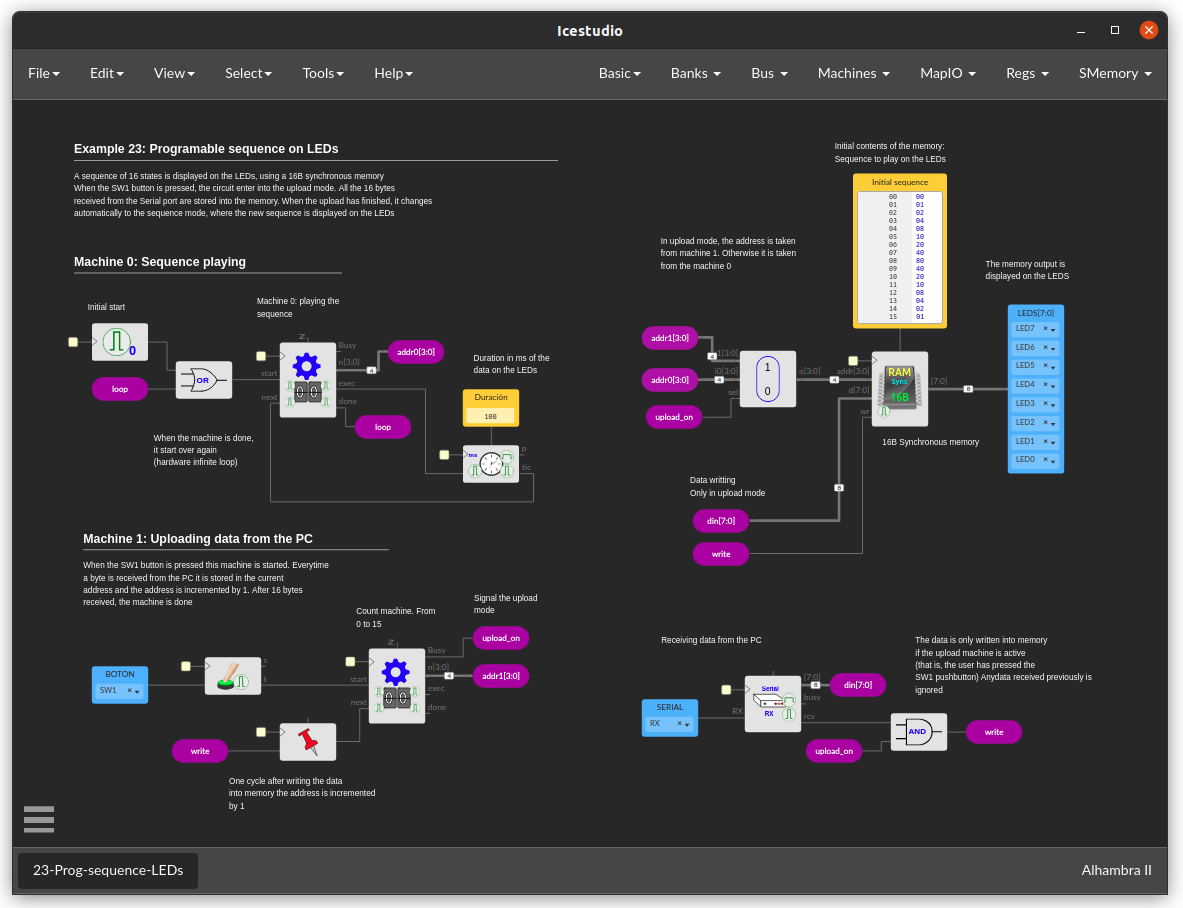 Icestudio
File Edit View Select Tools Help Basic Banks Bus Machines MapIO Regs SMemory
Example 23: Programable sequence on LEDs
A sequence of 16 states is displayed on the LEDs, using a 16B synchronous memory
When the SW1 button is pressed, the circuit enter into the upload mode. All the 16 bytes
received from the Serial port are stored into the memory. When the upload has finished, it changes
automatically to the sequence mode, where the new sequence is displayed on the LEDs
Machine 0: Sequence playing
Initial start
Machine 0: playing the
sequence
0
loop
OR
start
next
Busy
n[3:0]
exec
done
4
addr0[3:0]
loop
00
When the machine is done,
it start over again
(hardware infinite loop)
Duration in ms of the
data on the LEDs
Duración
100
ms
p
tic
Machine 1: Uploading data from the PC
When the SW1 button is pressed this machine is started. Everytime
a byte is received from the PC it is stored in the current
address and the address is incremented by 1. After 16 bytes
received, the machine is done
Count machine. From
0 to 15
Signal the upload
mode
BOTON
SW1 ×
s
t
start
next
00
Busy
n[3:0]
exec
done
4
upload_on
addr1[3:0]
write
One cycle after writing the data
into memory the address is incremented
by 1
Initial contents of the memory:
Sequence to play on the LEDs
Initial sequence
00 00
01 01
02 02
03 04
04 08
05 10
06 20
07 40
08 80
09 40
10 20
11 10
12 08
13 04
14 02
15 01
In upload mode, the address is taken
from machine 1. Otherwise it is taken
from the machine 0
The memory output is
displayed on the LEDS
addr1[3:0]
addr0[3:0]
upload_on
4
4
i1[3:0]
i0[3:0]
sel
1
0
o[3:0]
4
addr[3:0]
d[7:0]
wr
RAM
Sync
16B
[7:0]
8
16B Synchronous memory
LEDS[7:0]
LED7 ×
LED6 ×
LED5 ×
LED4 ×
LED3 ×
LED2 ×
LED1 ×
LED0 ×
Data writting
Only in upload mode
8
din[7:0]
write
Receiving data from the PC
SERIAL
RX ×
RX
Serial
RX
[7:0]
busy
rcv
8
din[7:0]
upload_on
The data is only written into memory
if the upload machine is active
(that is, the user has pressed the
SW1 pushbutton) Anydata received previously is
ignored
AND
write
23-Prog-sequence-LEDs
Alhambra II